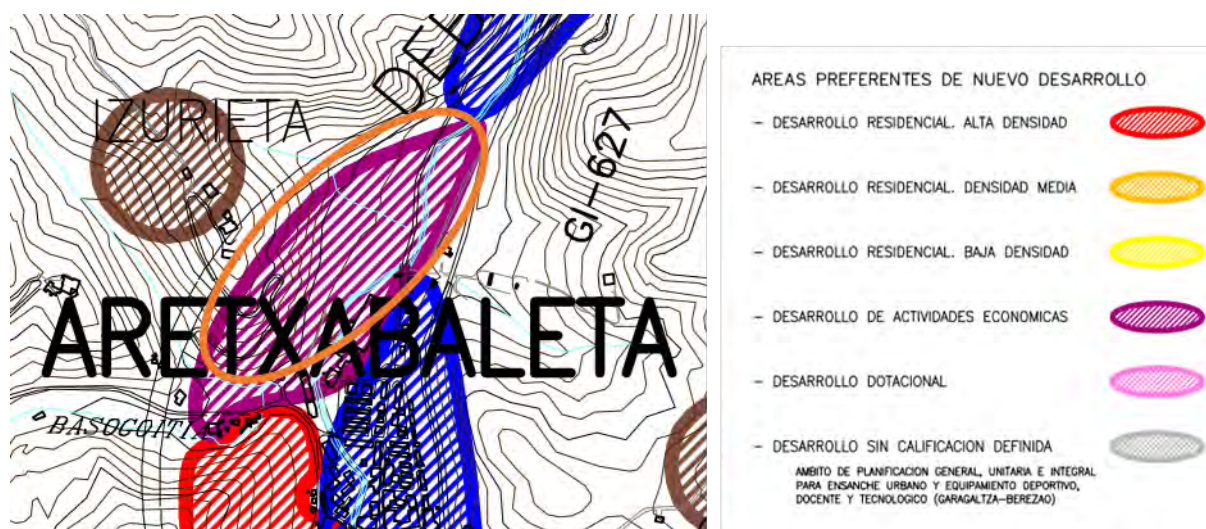 IZURIETA
DEB
GI-627
ARETXABALETA
BASOGOITIA
AREAS PREFERENTES DE NUEVO DESARROLLO
- DESARROLLO RESIDENCIAL. ALTA DENSIDAD
- DESARROLLO RESIDENCIAL. DENSIDAD MEDIA
- DESARROLLO RESIDENCIAL. BAJA DENSIDAD
- DESARROLLO DE ACTIVIDADES ECONOMICAS
- DESARROLLO DOTACIONAL
- DESARROLLO SIN CALIFICACION DEFINIDA
AMBITO DE PLANIFICACION GENERAL, UNITARIA E INTEGRAL
PARA ENSANCHE URBANO Y EQUIPAMIENTO DEPORTIVO,
DOCENTE Y TECNOLOGICO (GARAGALTZA-BEREZAO)